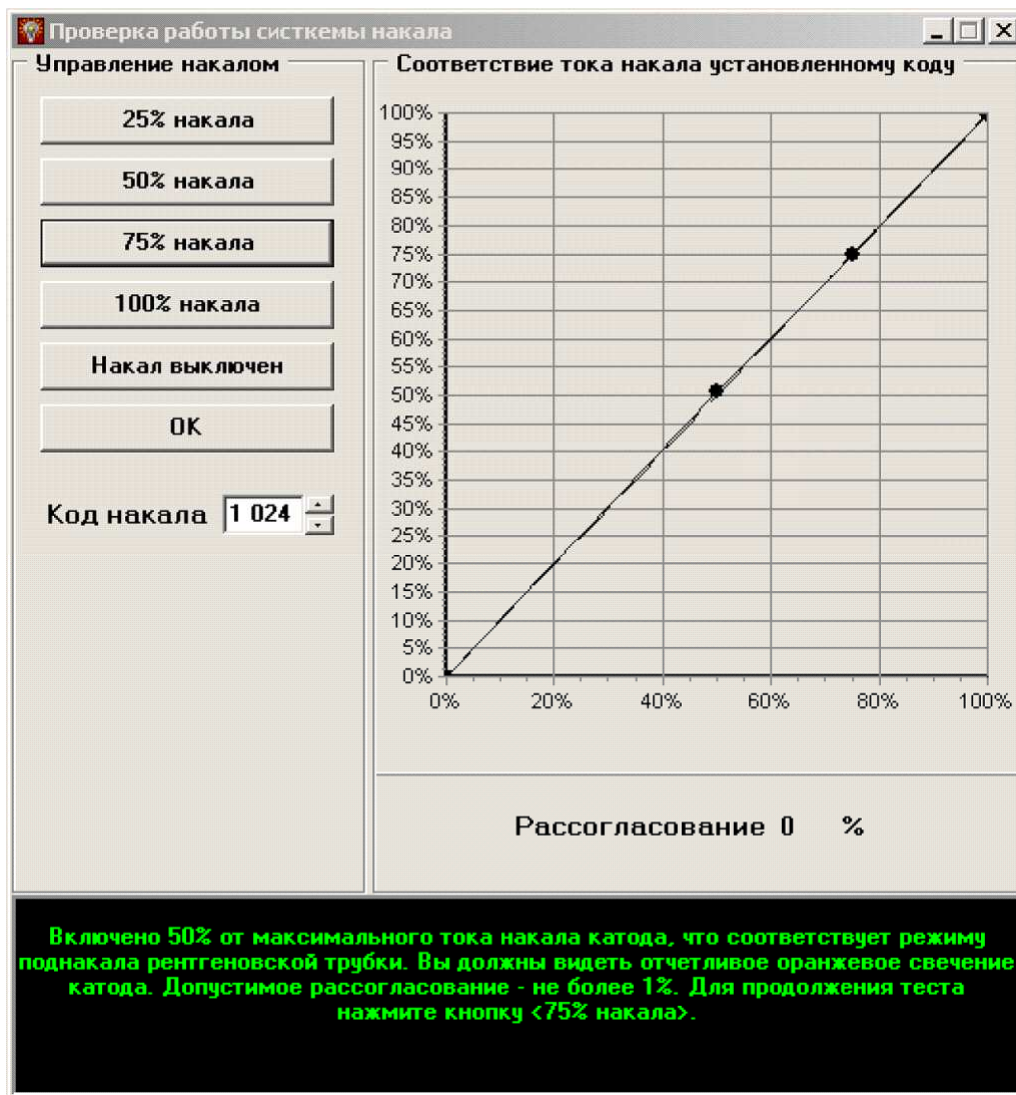 Проверка работы систкемы накала
Управление накалом
25% накала
50% накала
75% накала
100% накала
Накал выключен
OK
Код накала 1 024
Соответствие тока накала установленному коду
100%
95%
90%
85%
80%
75%
70%
65%
60%
55%
50%
45%
40%
35%
30%
25%
20%
15%
10%
5%
0%
0% 20% 40% 60% 80% 100%
Рассогласование 0 %
Включено 50% от максимального тока накала катода, что соответствует режиму
поднакала рентгеновской трубки. Вы должны видеть отчетливое оранжевое свечение
катода. Допустимое рассогласование - не более 1%. Для продолжения теста
нажмите кнопку <75% накала>.